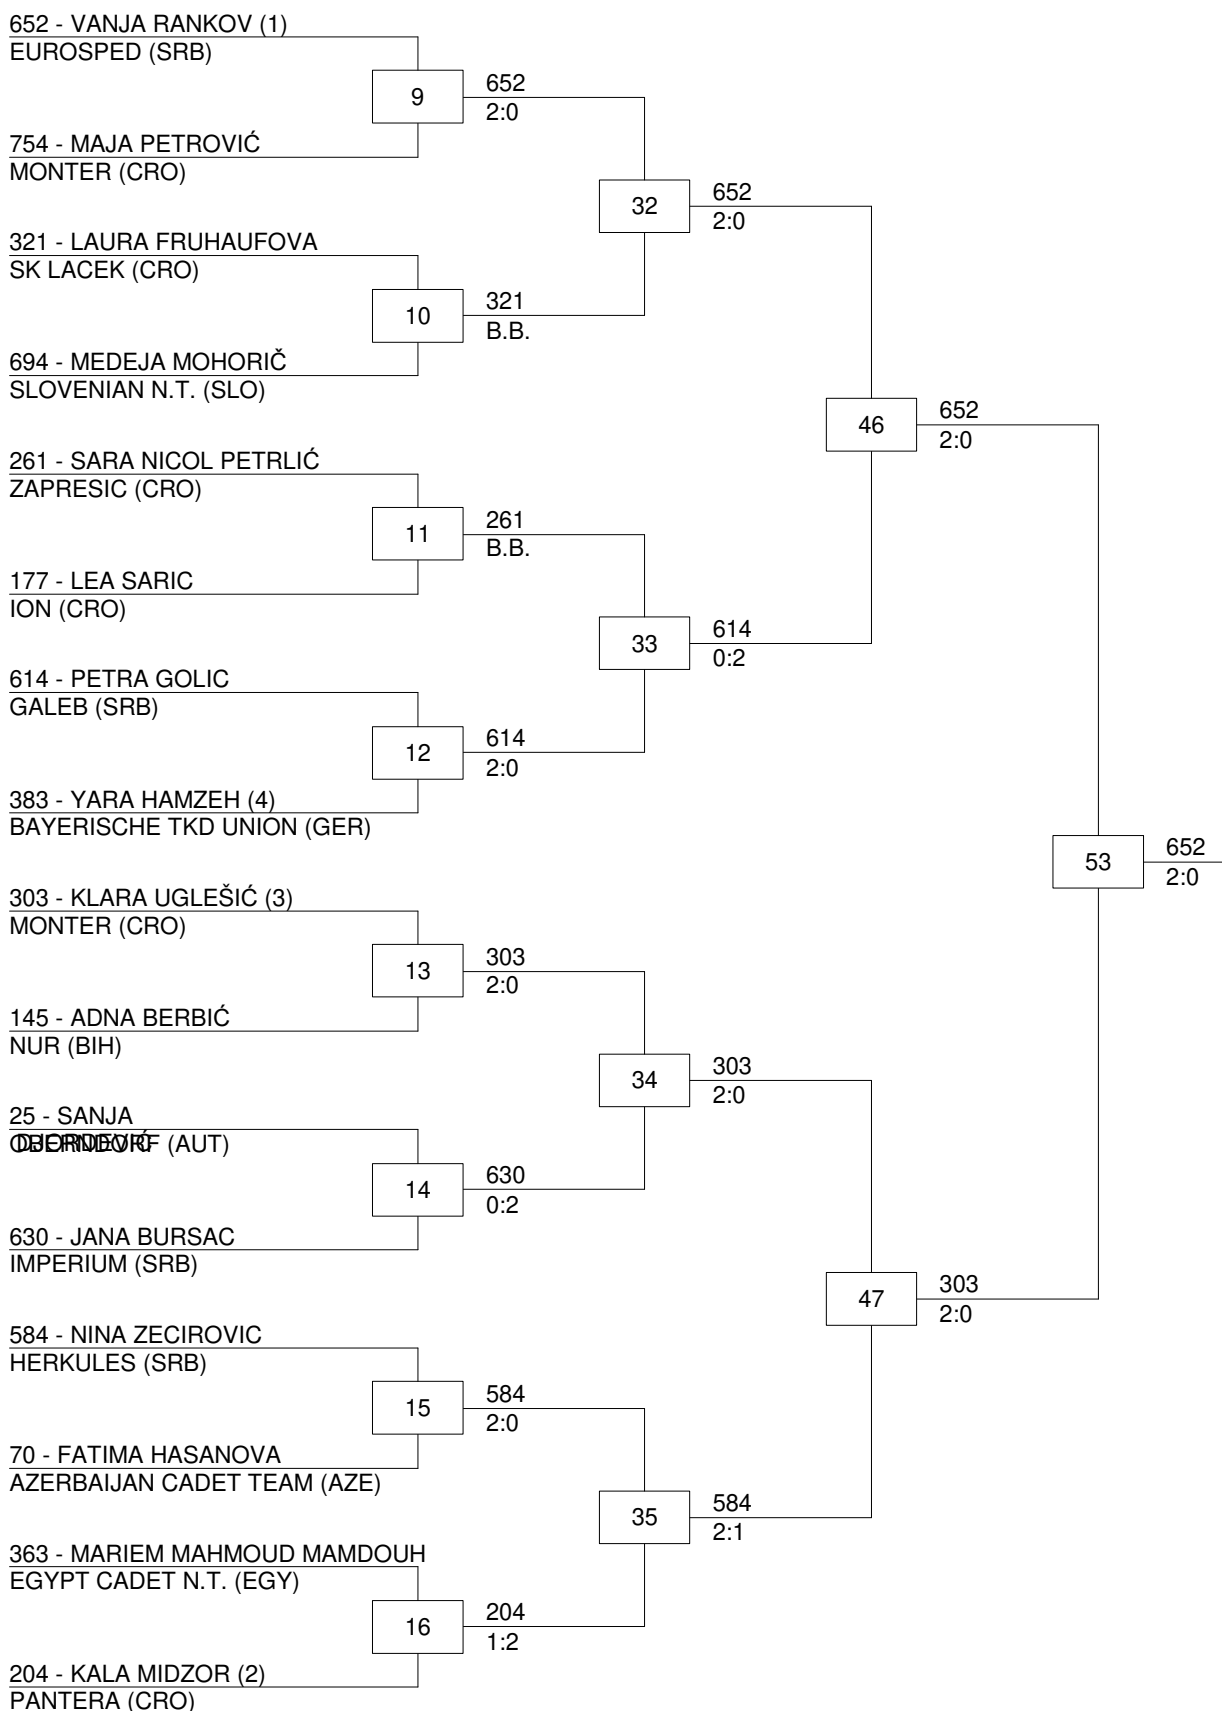 652 - VANJA RANKOV (1)
EUROSPED (SRB)
9
652
2:0
754 - MAJA PETROVIĆ
MONTER (CRO)
32
652
2:0
321 - LAURA FRUHAUFOVA
SK LACEK (CRO)
10
321
B.B.
694 - MEDEJA MOHORIČ
SLOVENIAN N.T. (SLO)
46
652
2:0
261 - SARA NICOL PETRLIĆ
ZAPRESIC (CRO)
11
261
B.B.
177 - LEA SARIC
ION (CRO)
33
614
0:2
614 - PETRA GOLIC
GALEB (SRB)
12
614
2:0
383 - YARA HAMZEH (4)
BAYERISCHE TKD UNION (GER)
53
652
2:0
303 - KLARA UGLEŠIĆ (3)
MONTER (CRO)
13
303
2:0
145 - ADNA BERBIĆ
NUR (BIH)
34
303
2:0
25 - SANJA
DJORDEVIĆ
OBERNDORF (AUT)
14
630
0:2
630 - JANA BURSAC
IMPERIUM (SRB)
47
303
2:0
584 - NINA ZECIROVIC
HERKULES (SRB)
15
584
2:0
70 - FATIMA HASANOVA
AZERBAIJAN CADET TEAM (AZE)
35
584
2:1
363 - MARIEM MAHMOUD MAMDOUH
EGYPT CADET N.T. (EGY)
16
204
1:2
204 - KALA MIDZOR (2)
PANTERA (CRO)